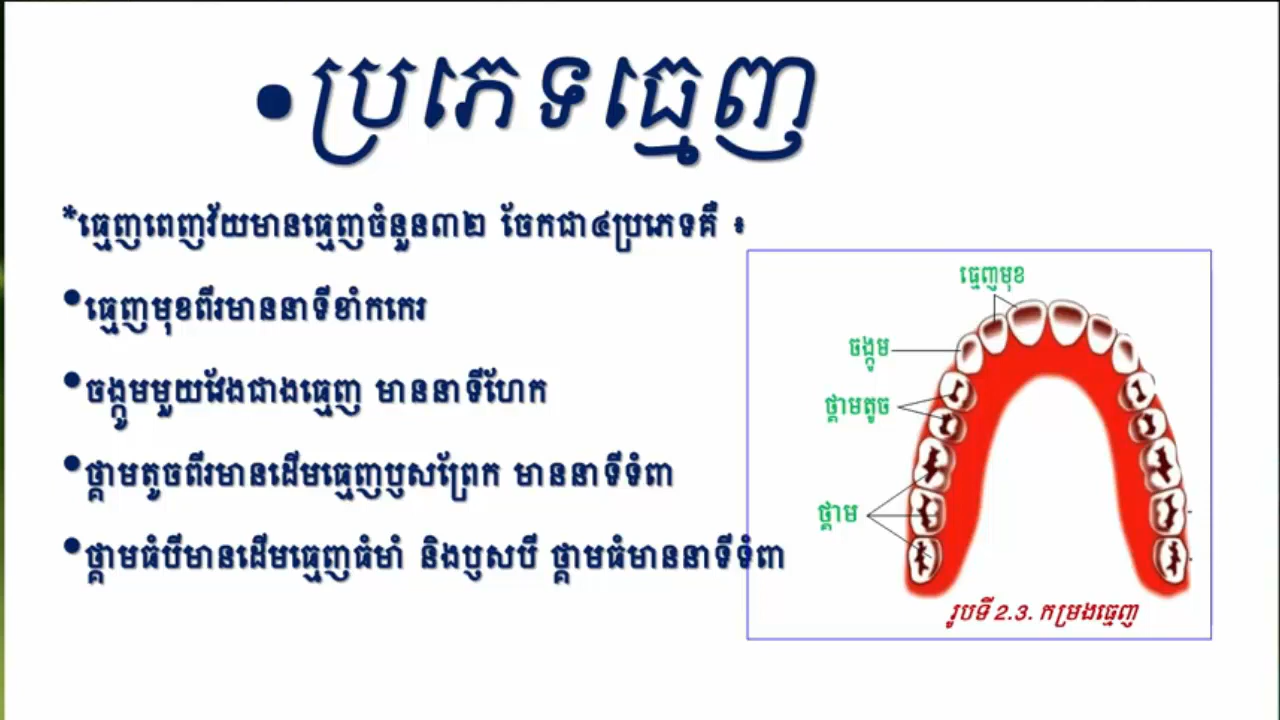 •ប្រភេទធ្មេញ
*ធ្មេញពេញវ័យមានធ្មេញចំនួន៣២ ចែកជា៤ប្រភេទគឺ ៖
•ធ្មេញមុខពីរមាននាទីខាំកកេរ
•ចង្កូមមួយវែងជាងធ្មេញ មាននាទីហែក
•ថ្គាមតូចពីរមានដើមធ្មេញឫសព្រែក មាននាទីទំពា
•ថ្គាមធំបីមានដើមធ្មេញធំមាំ និងឫសបី ថ្គាមធំមាននាទីទំពា
ធ្មេញមុខ
ចង្កូម
ថ្គាមតូច
ថ្គាម
រូបទី 2.3. កម្រងធ្មេញ